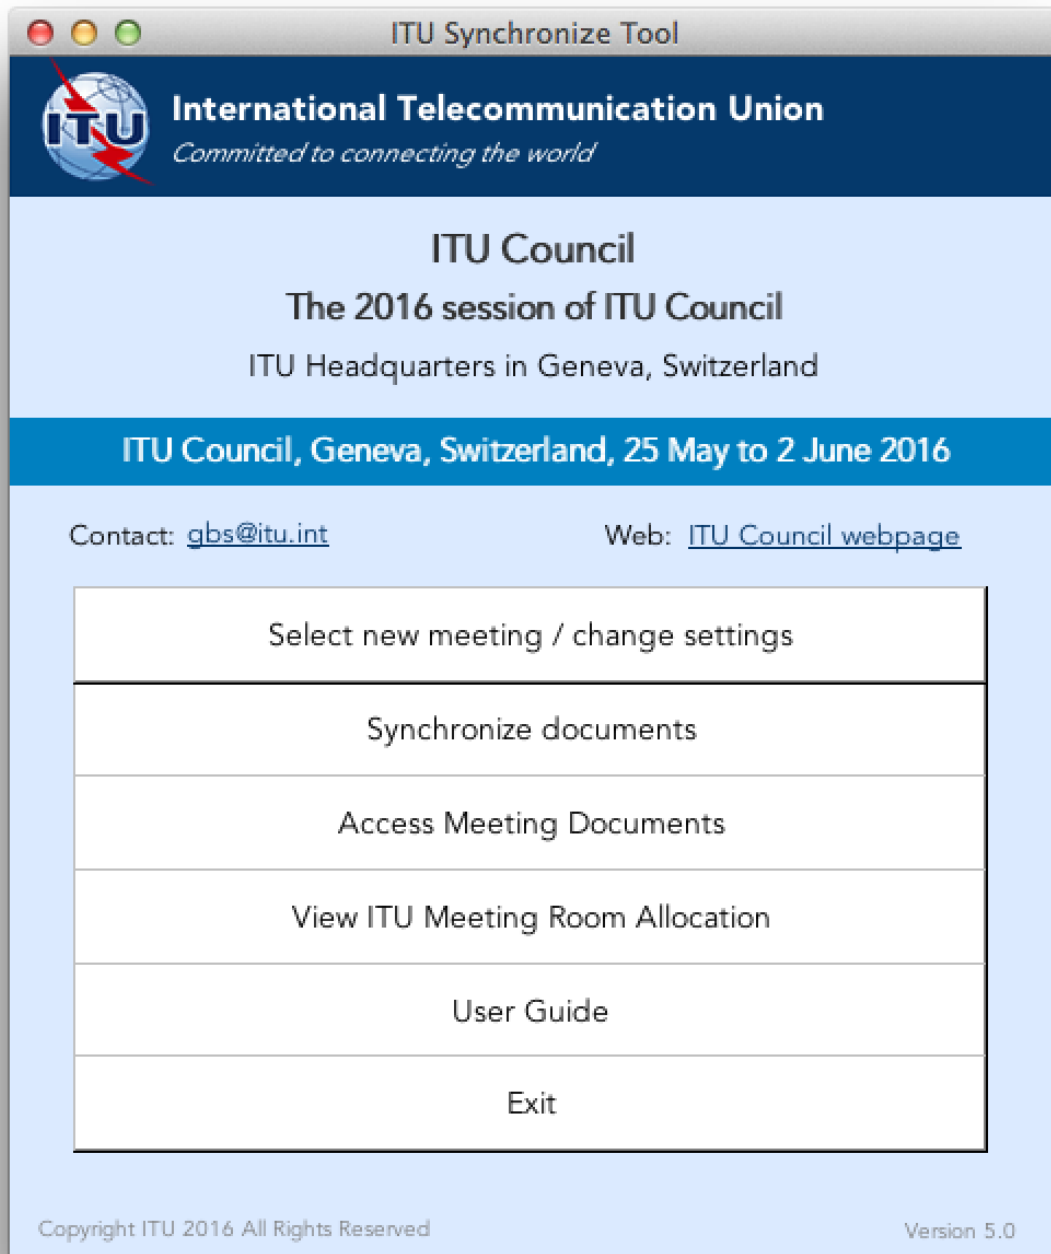 ITU Synchronize Tool
ITU
International Telecommunication Union
Committed to connecting the world
ITU Council
The 2016 session of ITU Council
ITU Headquarters in Geneva, Switzerland
ITU Council, Geneva, Switzerland, 25 May to 2 June 2016
Contact: gbs@itu.int Web: ITU Council webpage
Select new meeting / change settings
Synchronize documents
Access Meeting Documents
View ITU Meeting Room Allocation
User Guide
Exit
Copyright ITU 2016 All Rights Reserved Version 5.0